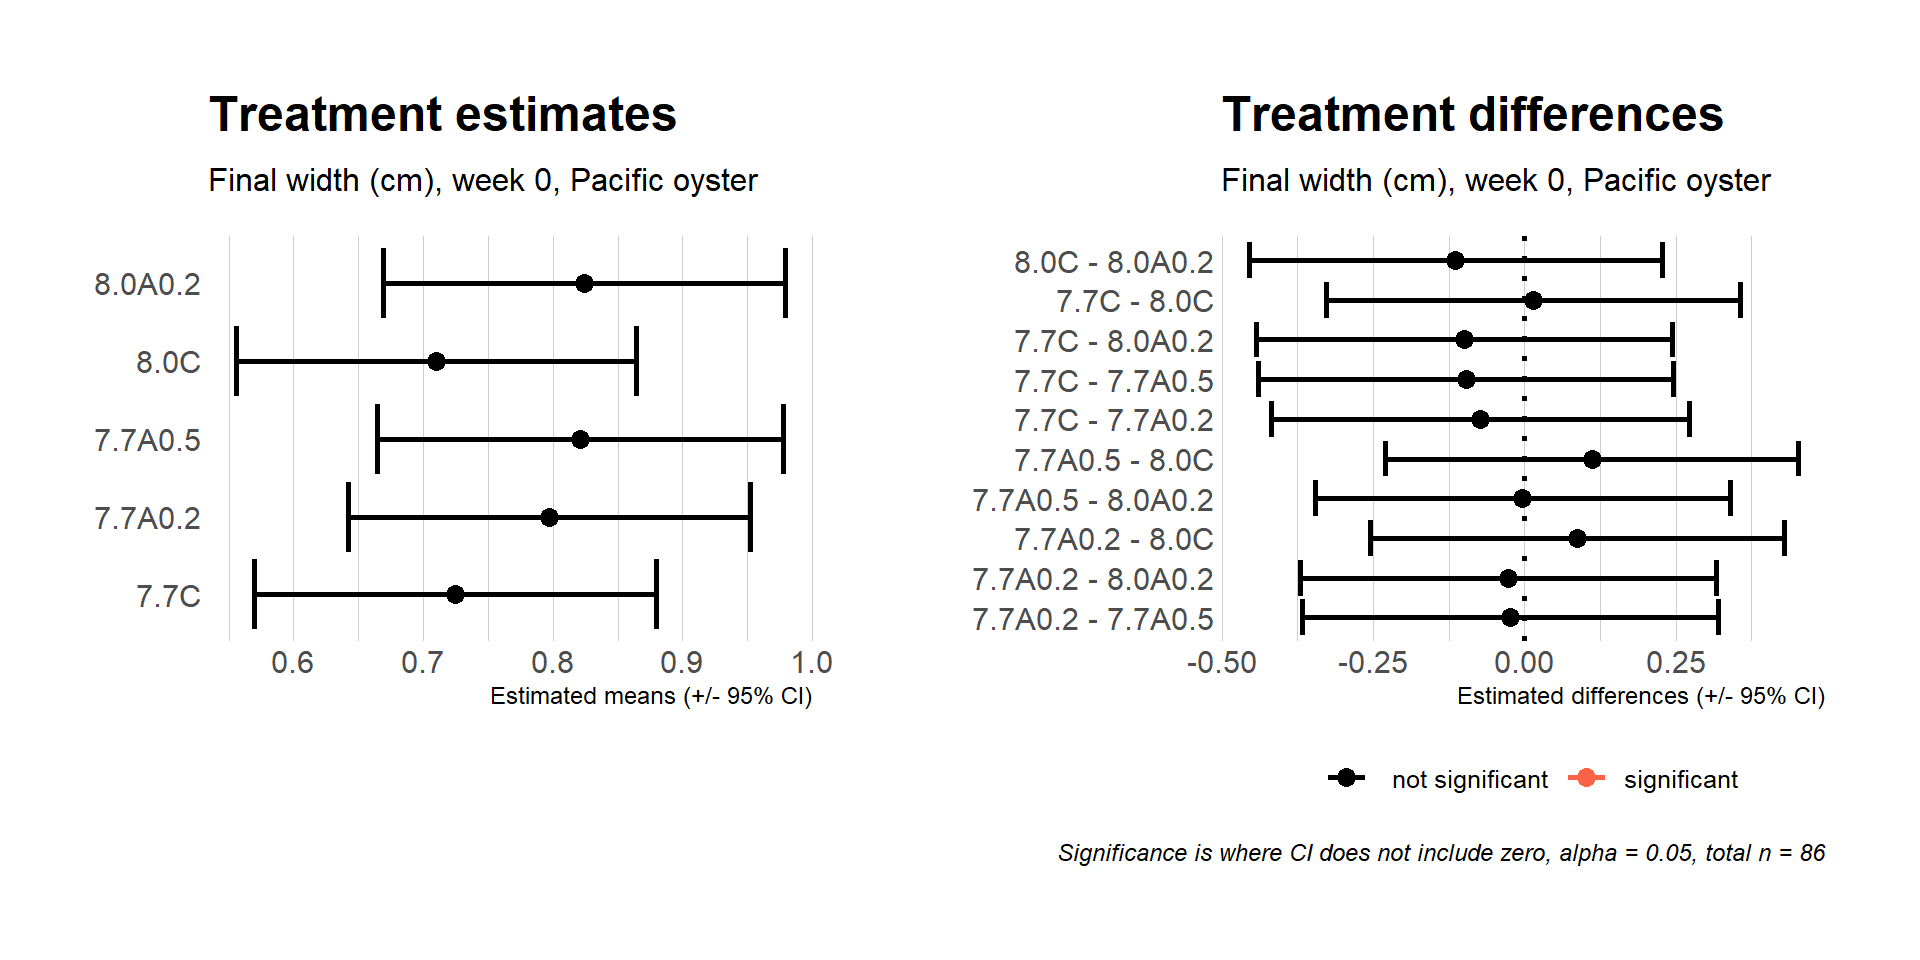 Treatment estimates
Final width (cm), week 0, Pacific oyster
8.0A0.2
8.0C
7.7A0.5
7.7A0.2
7.7C
0.6 0.7 0.8 0.9 1.0
Estimated means (+/- 95% CI)
Treatment differences
Final width (cm), week 0, Pacific oyster
8.0C - 8.0A0.2
7.7C - 8.0C
7.7C - 8.0A0.2
7.7C - 7.7A0.5
7.7C - 7.7A0.2
7.7A0.5 - 8.0C
7.7A0.5 - 8.0A0.2
7.7A0.2 - 8.0C
7.7A0.2 - 8.0A0.2
7.7A0.2 - 7.7A0.5
-0.50 -0.25 0.00 0.25
Estimated differences (+/- 95% CI)
not significant significant
Significance is where CI does not include zero, alpha = 0.05, total n = 86